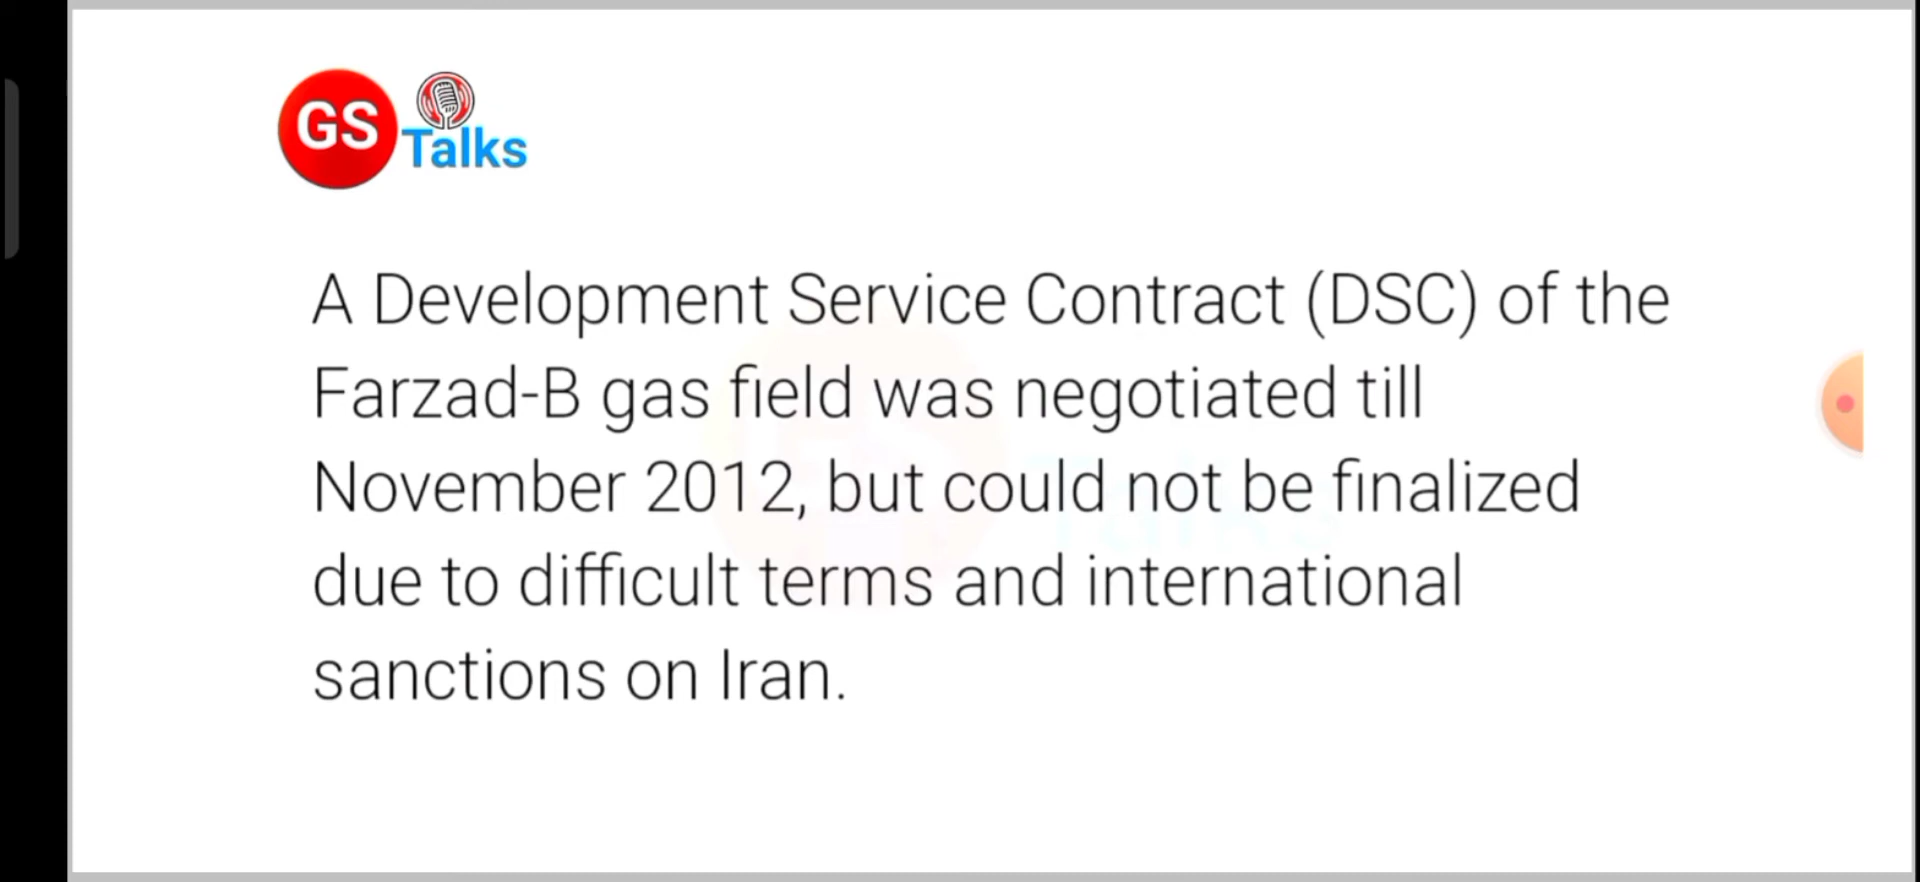 GS
Talks
A Development Service Contract (DSC) of the
Farzad-B gas field was negotiated till
November 2012, but could not be finalized
due to difficult terms and international
sanctions on Iran.